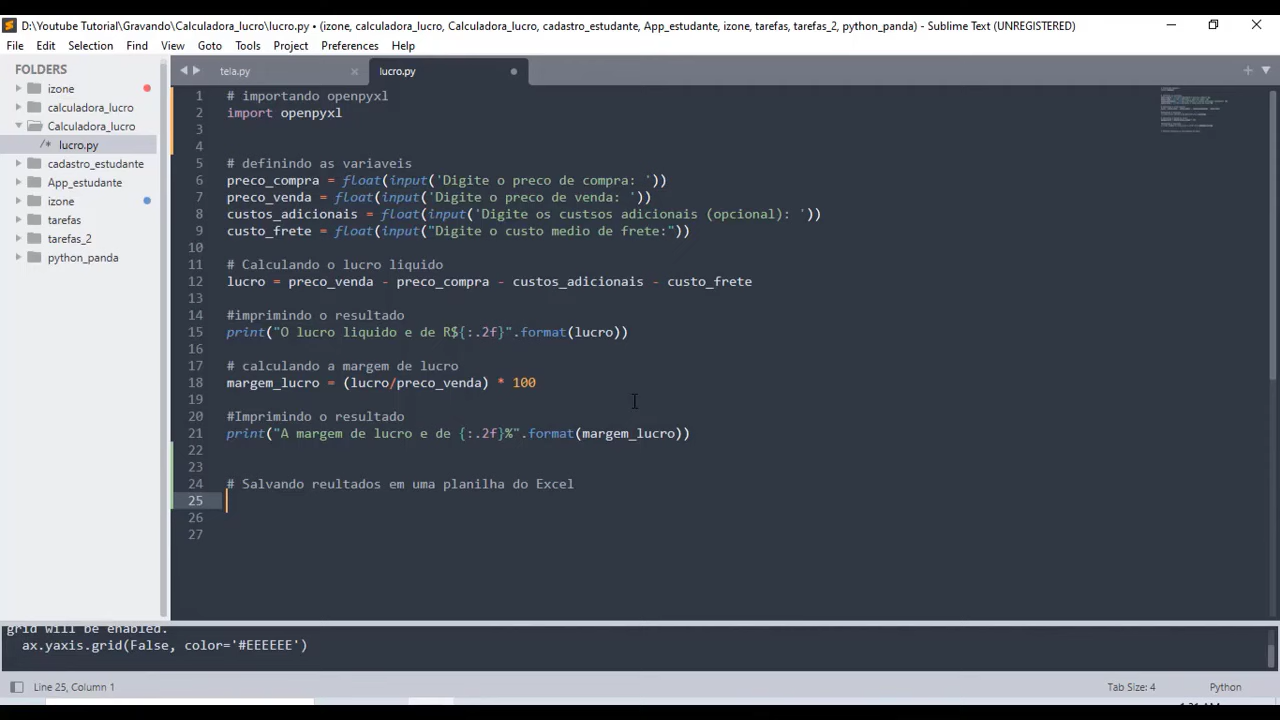 D:\Youtube Tutorial\Gravando\Calculadora_lucro\lucro.py • (izone, calculadora_lucro, Calculadora_lucro, cadastro_estudante, App_estudante, izone, tarefas, tarefas_2, python_panda) - Sublime Text (UNREGISTERED)
File Edit Selection Find View Goto Tools Project Preferences Help
FOLDERS
izone
calculadora_lucro
Calculadora_lucro
/* lucro.py
cadastro_estudante
App_estudante
izone
tarefas
tarefas_2
python_panda
tela.py × lucro.py
1 # importando openpyxl
2 import openpyxl
3
4
5 # definindo as variaveis
6 preco_compra = float(input('Digite o preco de compra: '))
7 preco_venda = float(input('Digite o preco de venda: '))
8 custos_adicionais = float(input('Digite os custsos adicionais (opcional): '))
9 custo_frete = float(input("Digite o custo medio de frete:"))
10
11 # Calculando o lucro liquido
12 lucro = preco_venda - preco_compra - custos_adicionais - custo_frete
13
14 #imprimindo o resultado
15 print("O lucro liquido e de R${:.2f}".format(lucro))
16
17 # calculando a margem de lucro
18 margem_lucro = (lucro/preco_venda) * 100
19
20 #Imprimindo o resultado
21 print("A margem de lucro e de {:.2f}%".format(margem_lucro))
22
23
24 # Salvando reultados em uma planilha do Excel
25
26
27
grid will be enabled.
ax.yaxis.grid(False, color='#EEEEEE')
Line 25, Column 1 Tab Size: 4 Python